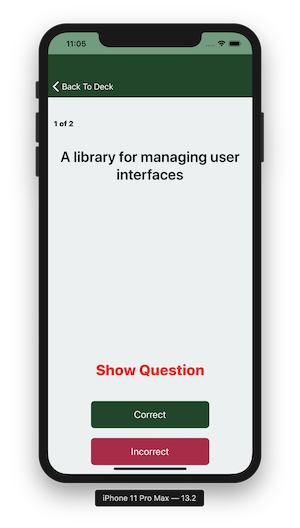 11:05
Back To Deck
1 of 2
A library for managing user
interfaces
Show Question
Correct
Incorrect
iPhone 11 Pro Max — 13.2